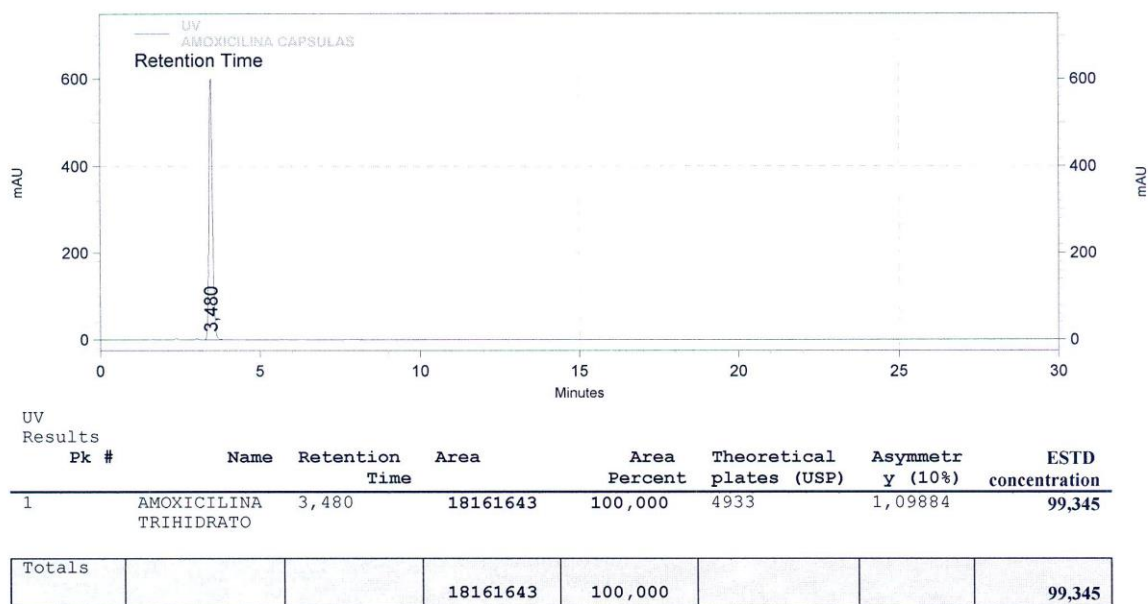 UV
AMOXICILINA CAPSULAS
Retention Time
600
400
200
0
mAU
3,480
600
400
200
0
mAU
0 5 10 15 20 25 30
Minutes
UV
Results
Pk # Name Retention Area Area Theoretical Asymmetr ESTD
Time Percent plates (USP) y (10%) concentration
1 AMOXICILINA 3,480 18161643 100,000 4933 1,09884 99,345
TRIHIDRATO
Totals
18161643 100,000 99,345